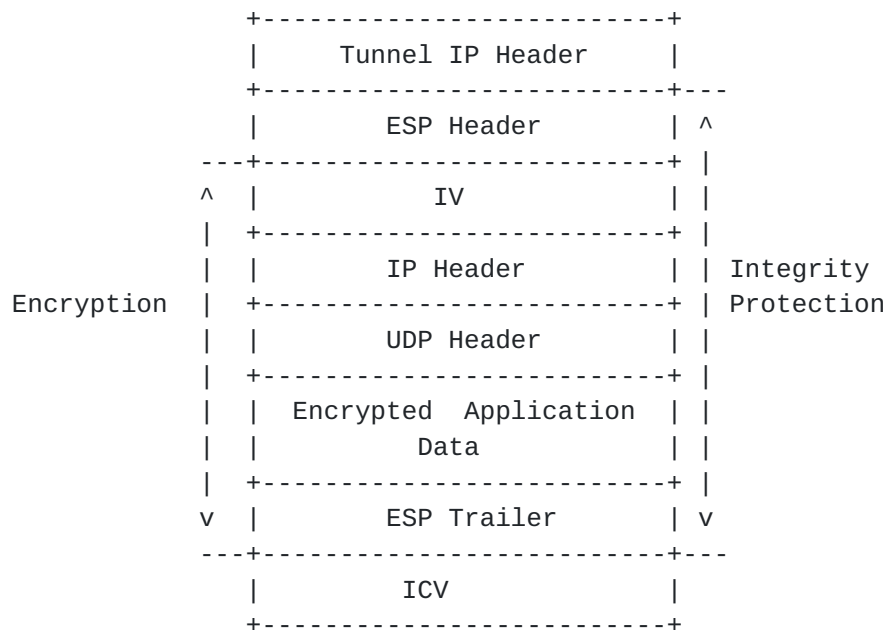 +--------------------------+
|     Tunnel IP Header     |
+--------------------------+---
|        ESP Header        | ^
---+--------------------------+ |
^  |           IV             | |
|  +--------------------------+ |
|  |        IP Header         | | Integrity
Encryption  |  +--------------------------+ | Protection
|  |        UDP Header        | |
|  +--------------------------+ |
|  |  Encrypted  Application  | |
|  |          Data            | |
|  +--------------------------+ |
v  |        ESP Trailer       | v
---+--------------------------+---
|         ICV              |
+--------------------------+